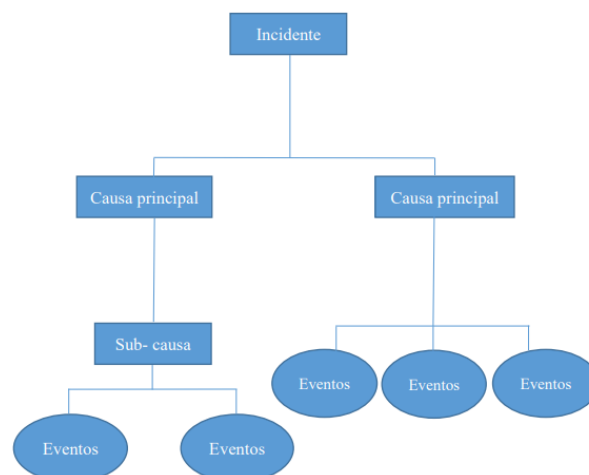 Incidente
Causa principal
Causa principal
Sub- causa
Eventos
Eventos
Eventos
Eventos
Eventos